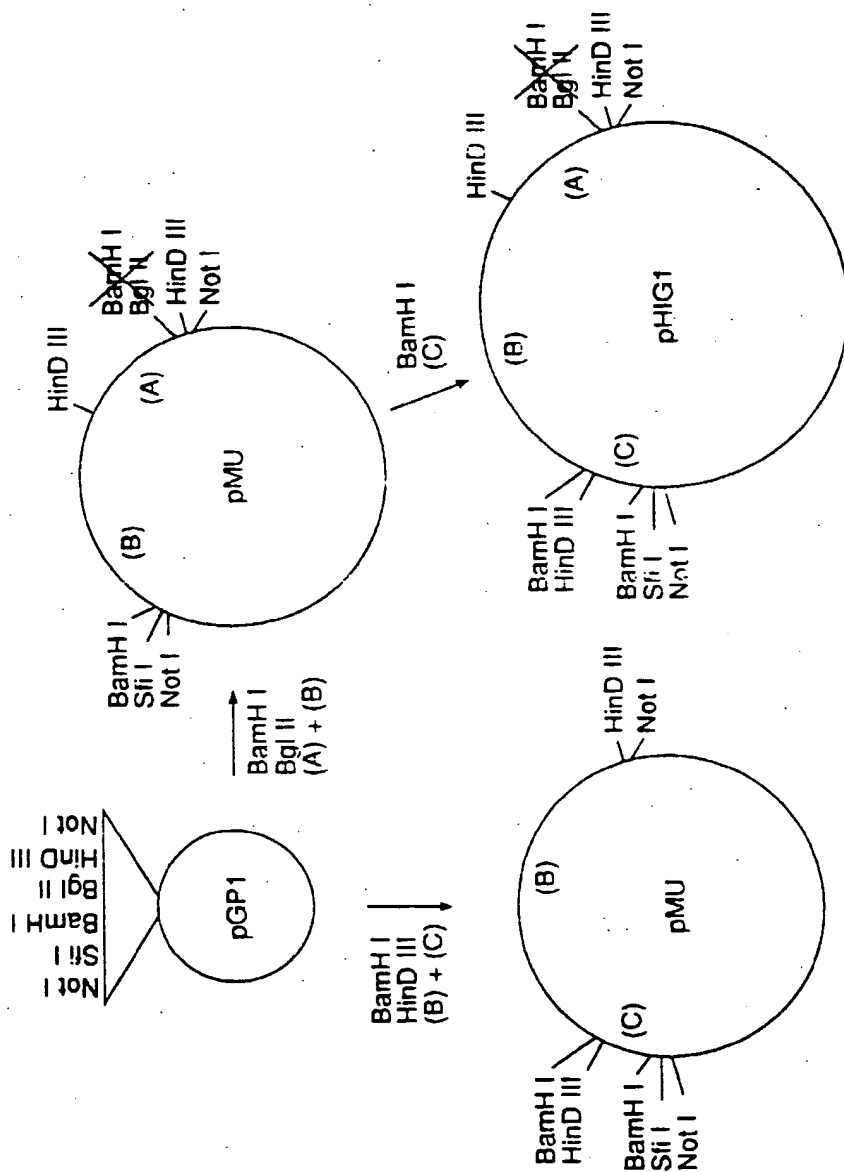 Not I
Sfi I
BamH I
Bgl II
HinD III
Not I
pGP1
BamH I
Bgl II
(A) + (B)
HinD III
BamH I
Bgl II
HinD III
Not I
(A)
(B)
pMU
BamH I
Sfi I
Not I
BamH I
HinD III
(B) + (C)
BamH I
(C)
BamH I
HinD III
(C)
(B)
pMU
HinD III
Not I
BamH I
Sfi I
Not I
HinD III
BamH I
Bgl II
HinD III
Not I
(A)
(B)
pHIG1
BamH I
HinD III
(C)
BamH I
Sfi I
Not I